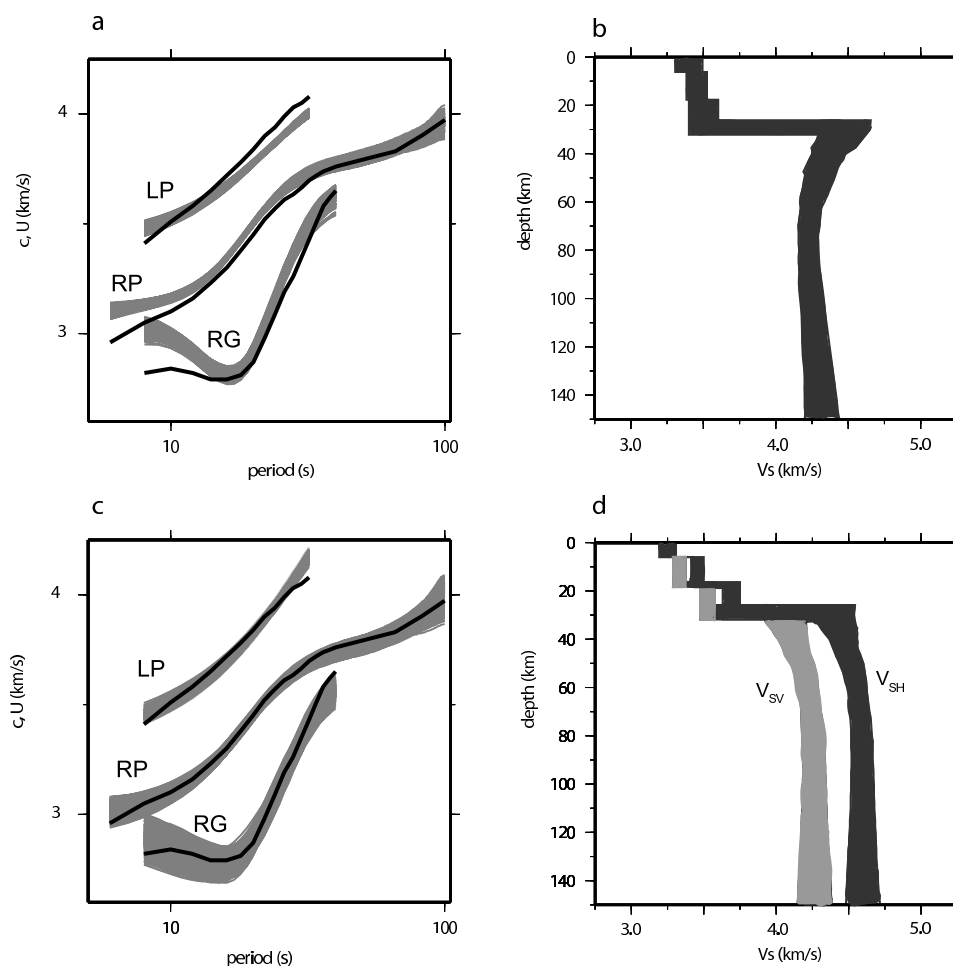 a
4
3
c, U (km/s)
LP
RP
RG
10
100
period (s)
b
0
20
40
60
80
100
120
140
depth (km)
3.0
4.0
5.0
Vs (km/s)
c
4
3
c, U (km/s)
LP
RP
RG
10
100
period (s)
d
0
20
40
60
80
100
120
140
depth (km)
VSV
VSH
3.0
4.0
5.0
Vs (km/s)